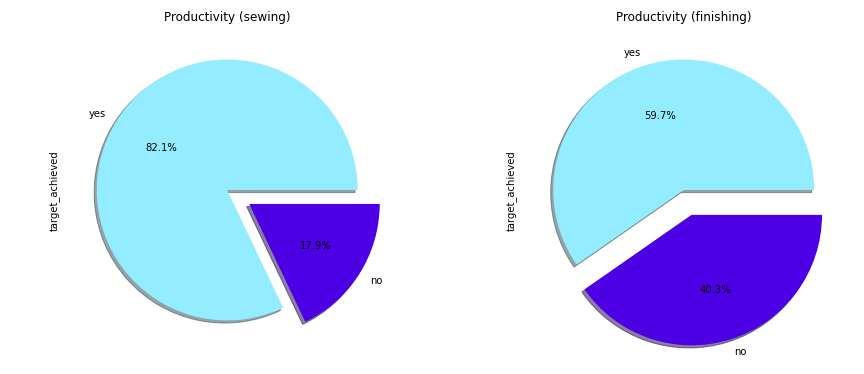 Productivity (sewing)
yes
82.1%
target_achieved
17.9%
no
Productivity (finishing)
yes
59.7%
target_achieved
40.3%
no